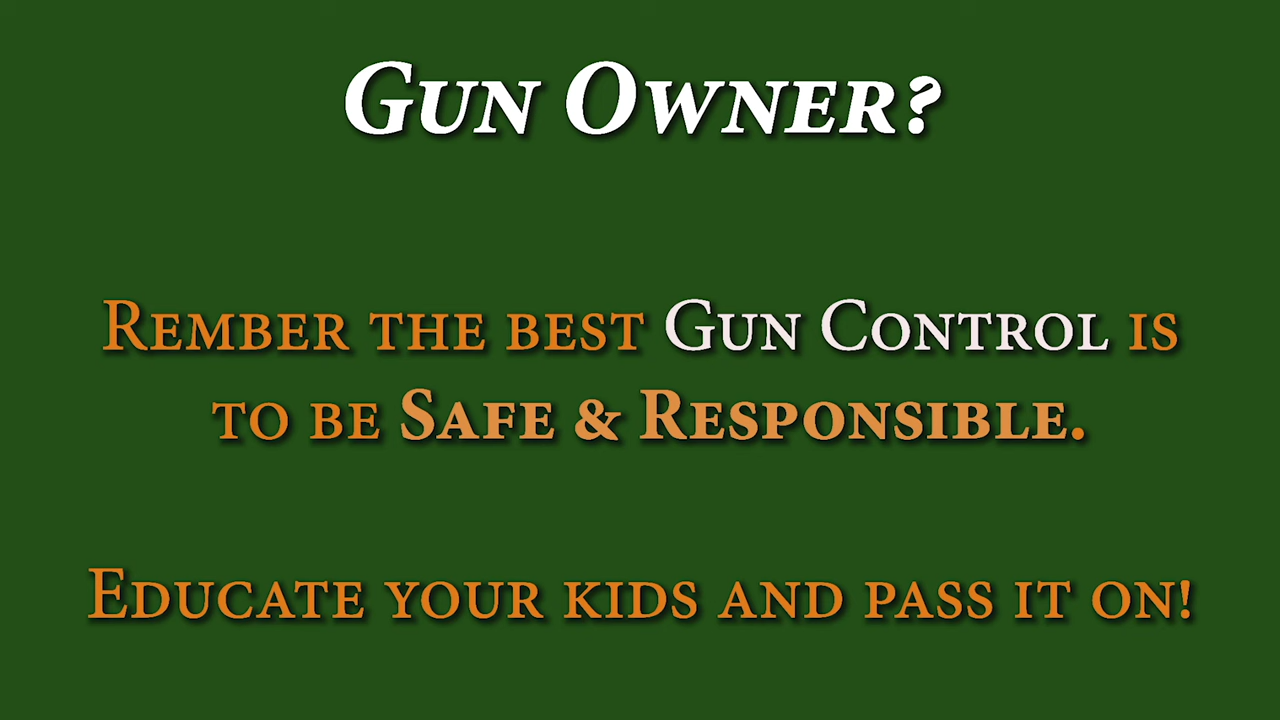 Gun Owner?
Rember the best Gun Control is
to be Safe & Responsible.
Educate your kids and pass it on!